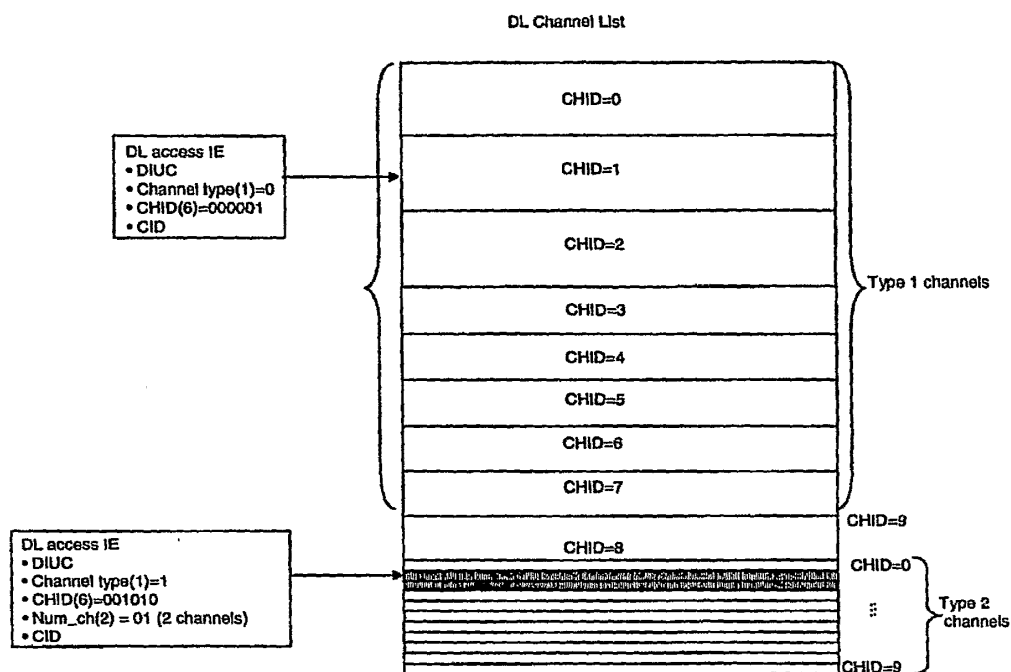 DL Channel List
CHID=0
DL access IE
• DIUC
• Channel type(1)=0
• CHID(6)=000001
• CID
CHID=1
CHID=2
Type 1 channels
CHID=3
CHID=4
CHID=5
CHID=6
CHID=7
CHID=9
DL access IE
• DIUC
• Channel type(1)=1
• CHID(6)=001010
• Num_ch(2) = 01 (2 channels)
• CID
CHID=8
CHID=0
Type 2
channels
CHID=9